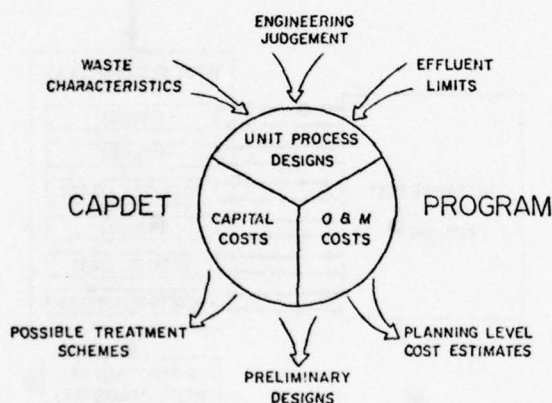 ENGINEERING
JUDGEMENT
WASTE
CHARACTERISTICS
EFFLUENT
LIMITS
UNIT PROCESS
DESIGNS
CAPDET
CAPITAL
COSTS
O & M
COSTS
PROGRAM
POSSIBLE TREATMENT
SCHEMES
PLANNING LEVEL
COST ESTIMATES
PRELIMINARY
DESIGNS